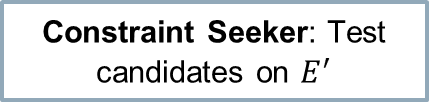 Constraint Seeker: Test
candidates on 𝐸′